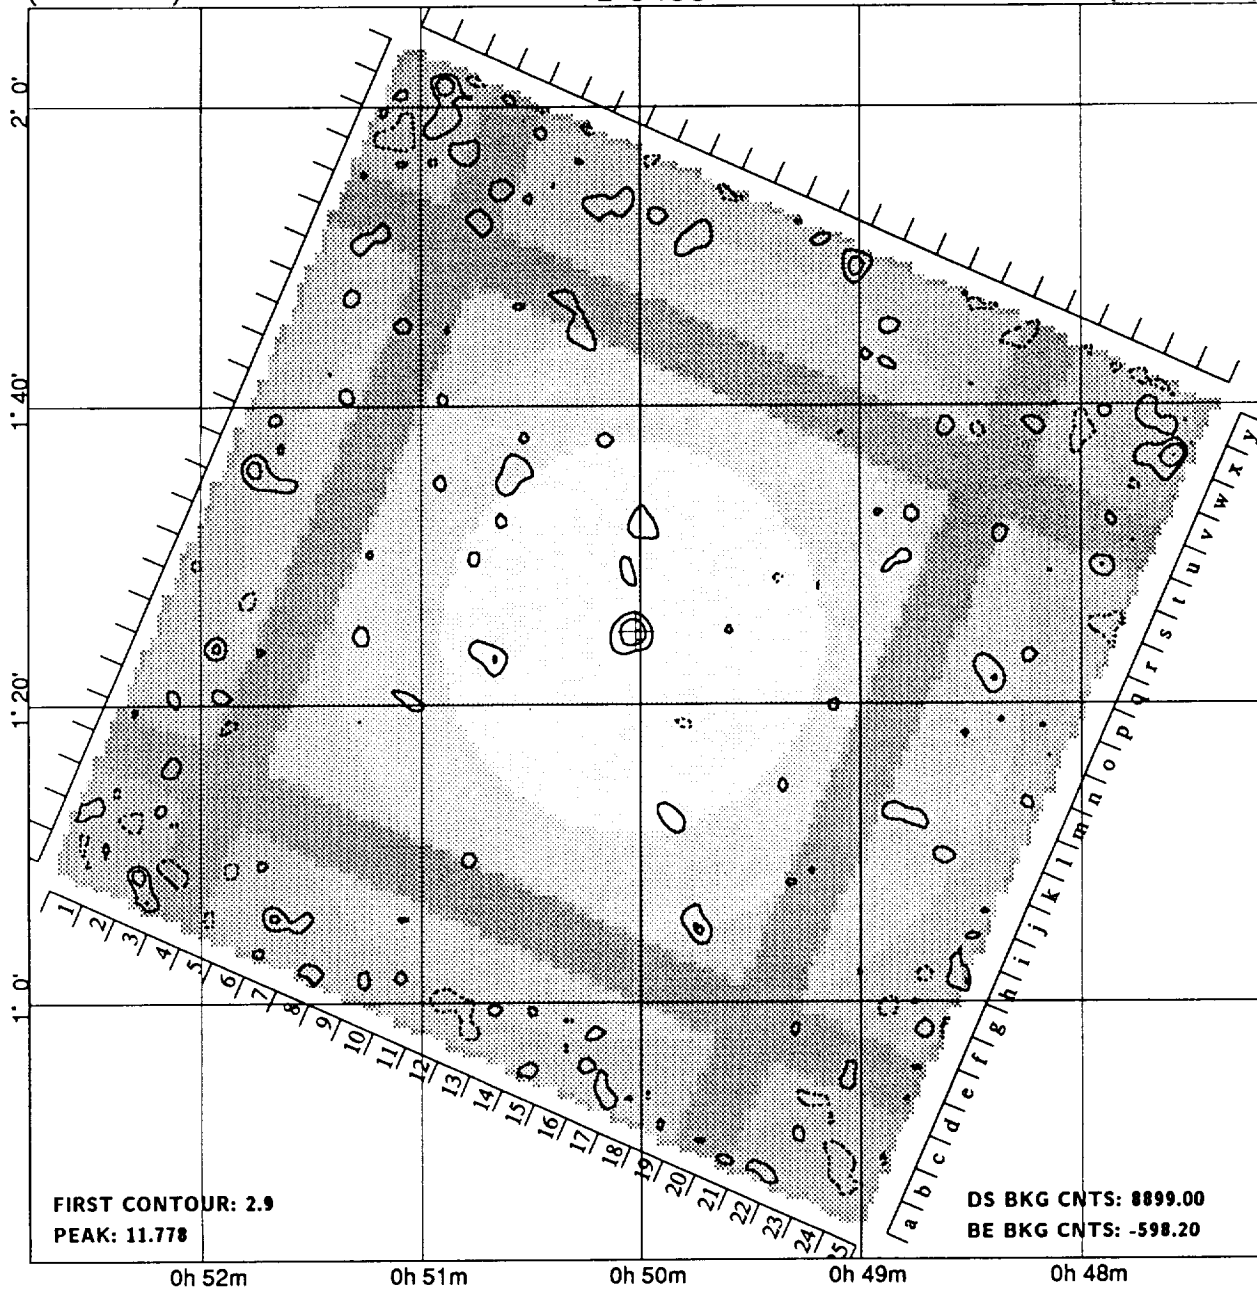 2° 0'
1° 40'
1° 20'
1° 0'
y
x
w
v
u
t
s
r
q
p
o
n
m
l
k
j
i
h
g
f
e
d
c
b
a
1
2
3
4
5
6
7
8
9
10
11
12
13
14
15
16
17
18
19
20
21
22
23
24
25
FIRST CONTOUR: 2.9
PEAK: 11.778
DS BKG CNTS: 8899.00
BE BKG CNTS: -598.20
0h 52m 0h 51m 0h 50m 0h 49m 0h 48m